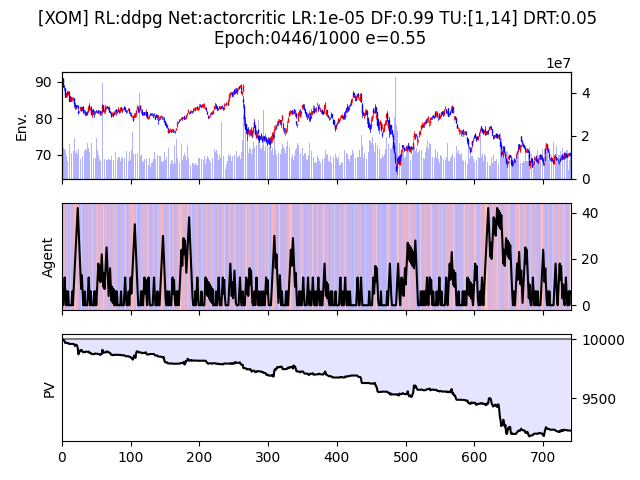 [XOM] RL:ddpg Net:actorcritic LR:1e-05 DF:0.99 TU:[1,14] DRT:0.05
Epoch:0446/1000 e=0.55
1e7
90
80
70
Env.
4
2
0
Agent
40
20
0
PV
10000
9500
0 100 200 300 400 500 600 700